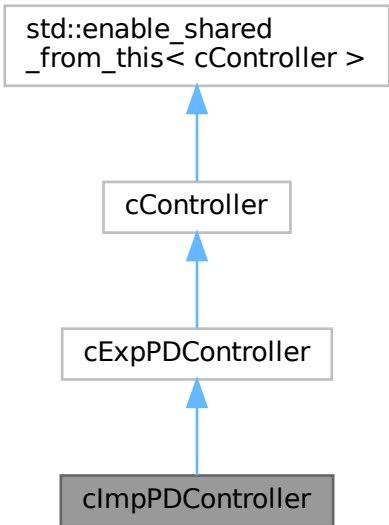 std::enable_shared
_from_this< cController >
cController
cExpPDController
cImpPDController